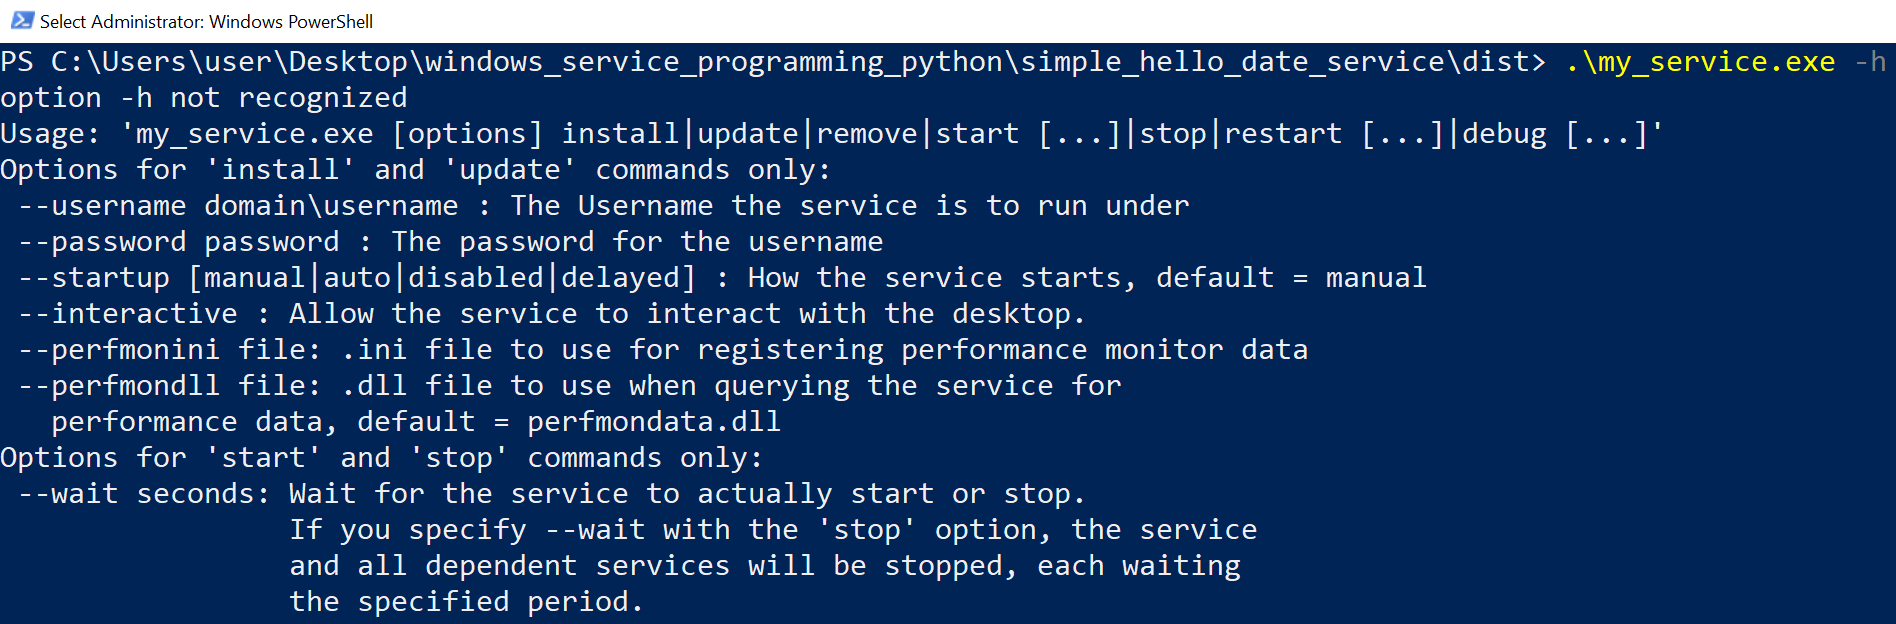 Select Administrator: Windows PowerShell
PS C:\Users\user\Desktop\windows_service_programming_python\simple_hello_date_service\dist> .\my_service.exe -h
option -h not recognized
Usage: 'my_service.exe [options] install|update|remove|start [...]|stop|restart [...]|debug [...]'
Options for 'install' and 'update' commands only:
 --username domain\username : The Username the service is to run under
 --password password : The password for the username
 --startup [manual|auto|disabled|delayed] : How the service starts, default = manual
 --interactive : Allow the service to interact with the desktop.
 --perfmonini file: .ini file to use for registering performance monitor data
 --perfmondll file: .dll file to use when querying the service for
   performance data, default = perfmondata.dll
Options for 'start' and 'stop' commands only:
 --wait seconds: Wait for the service to actually start or stop.
                 If you specify --wait with the 'stop' option, the service
                 and all dependent services will be stopped, each waiting
                 the specified period.